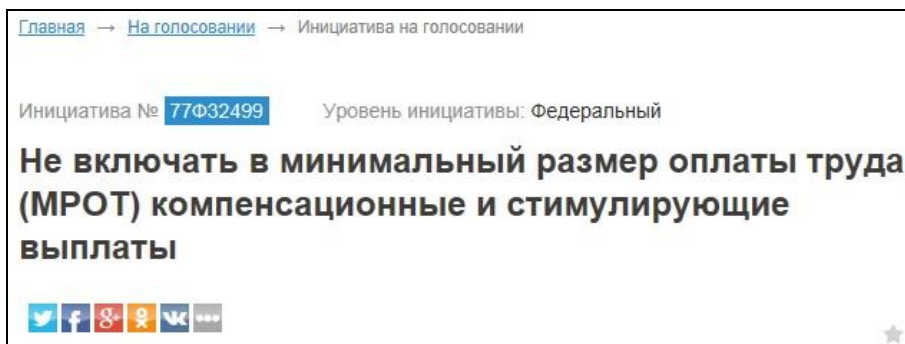 Главная → На голосовании → Инициатива на голосовании
Инициатива № 77Ф32499 Уровень инициативы: Федеральный
Не включать в минимальный размер оплаты труда
(МРОТ) компенсационные и стимулирующие
выплаты